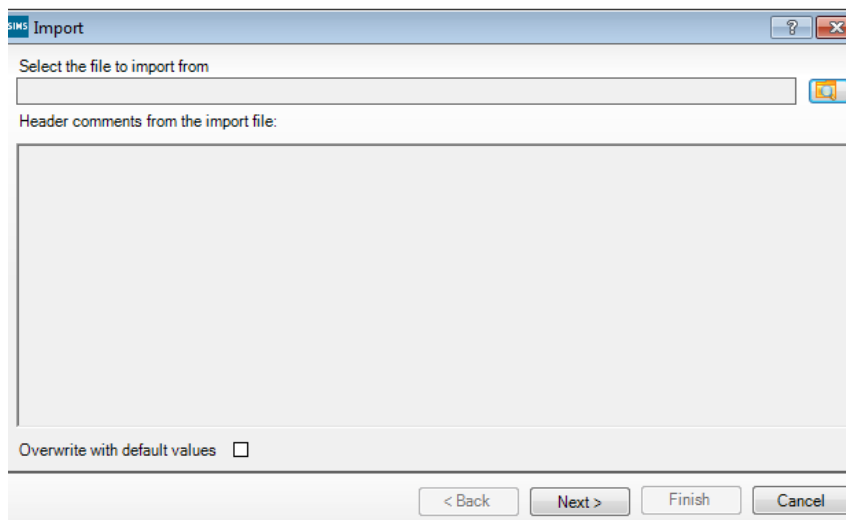 SIMS Import ?
Select the file to import from
Header comments from the import file:
Overwrite with default values
< Back Next > Finish Cancel